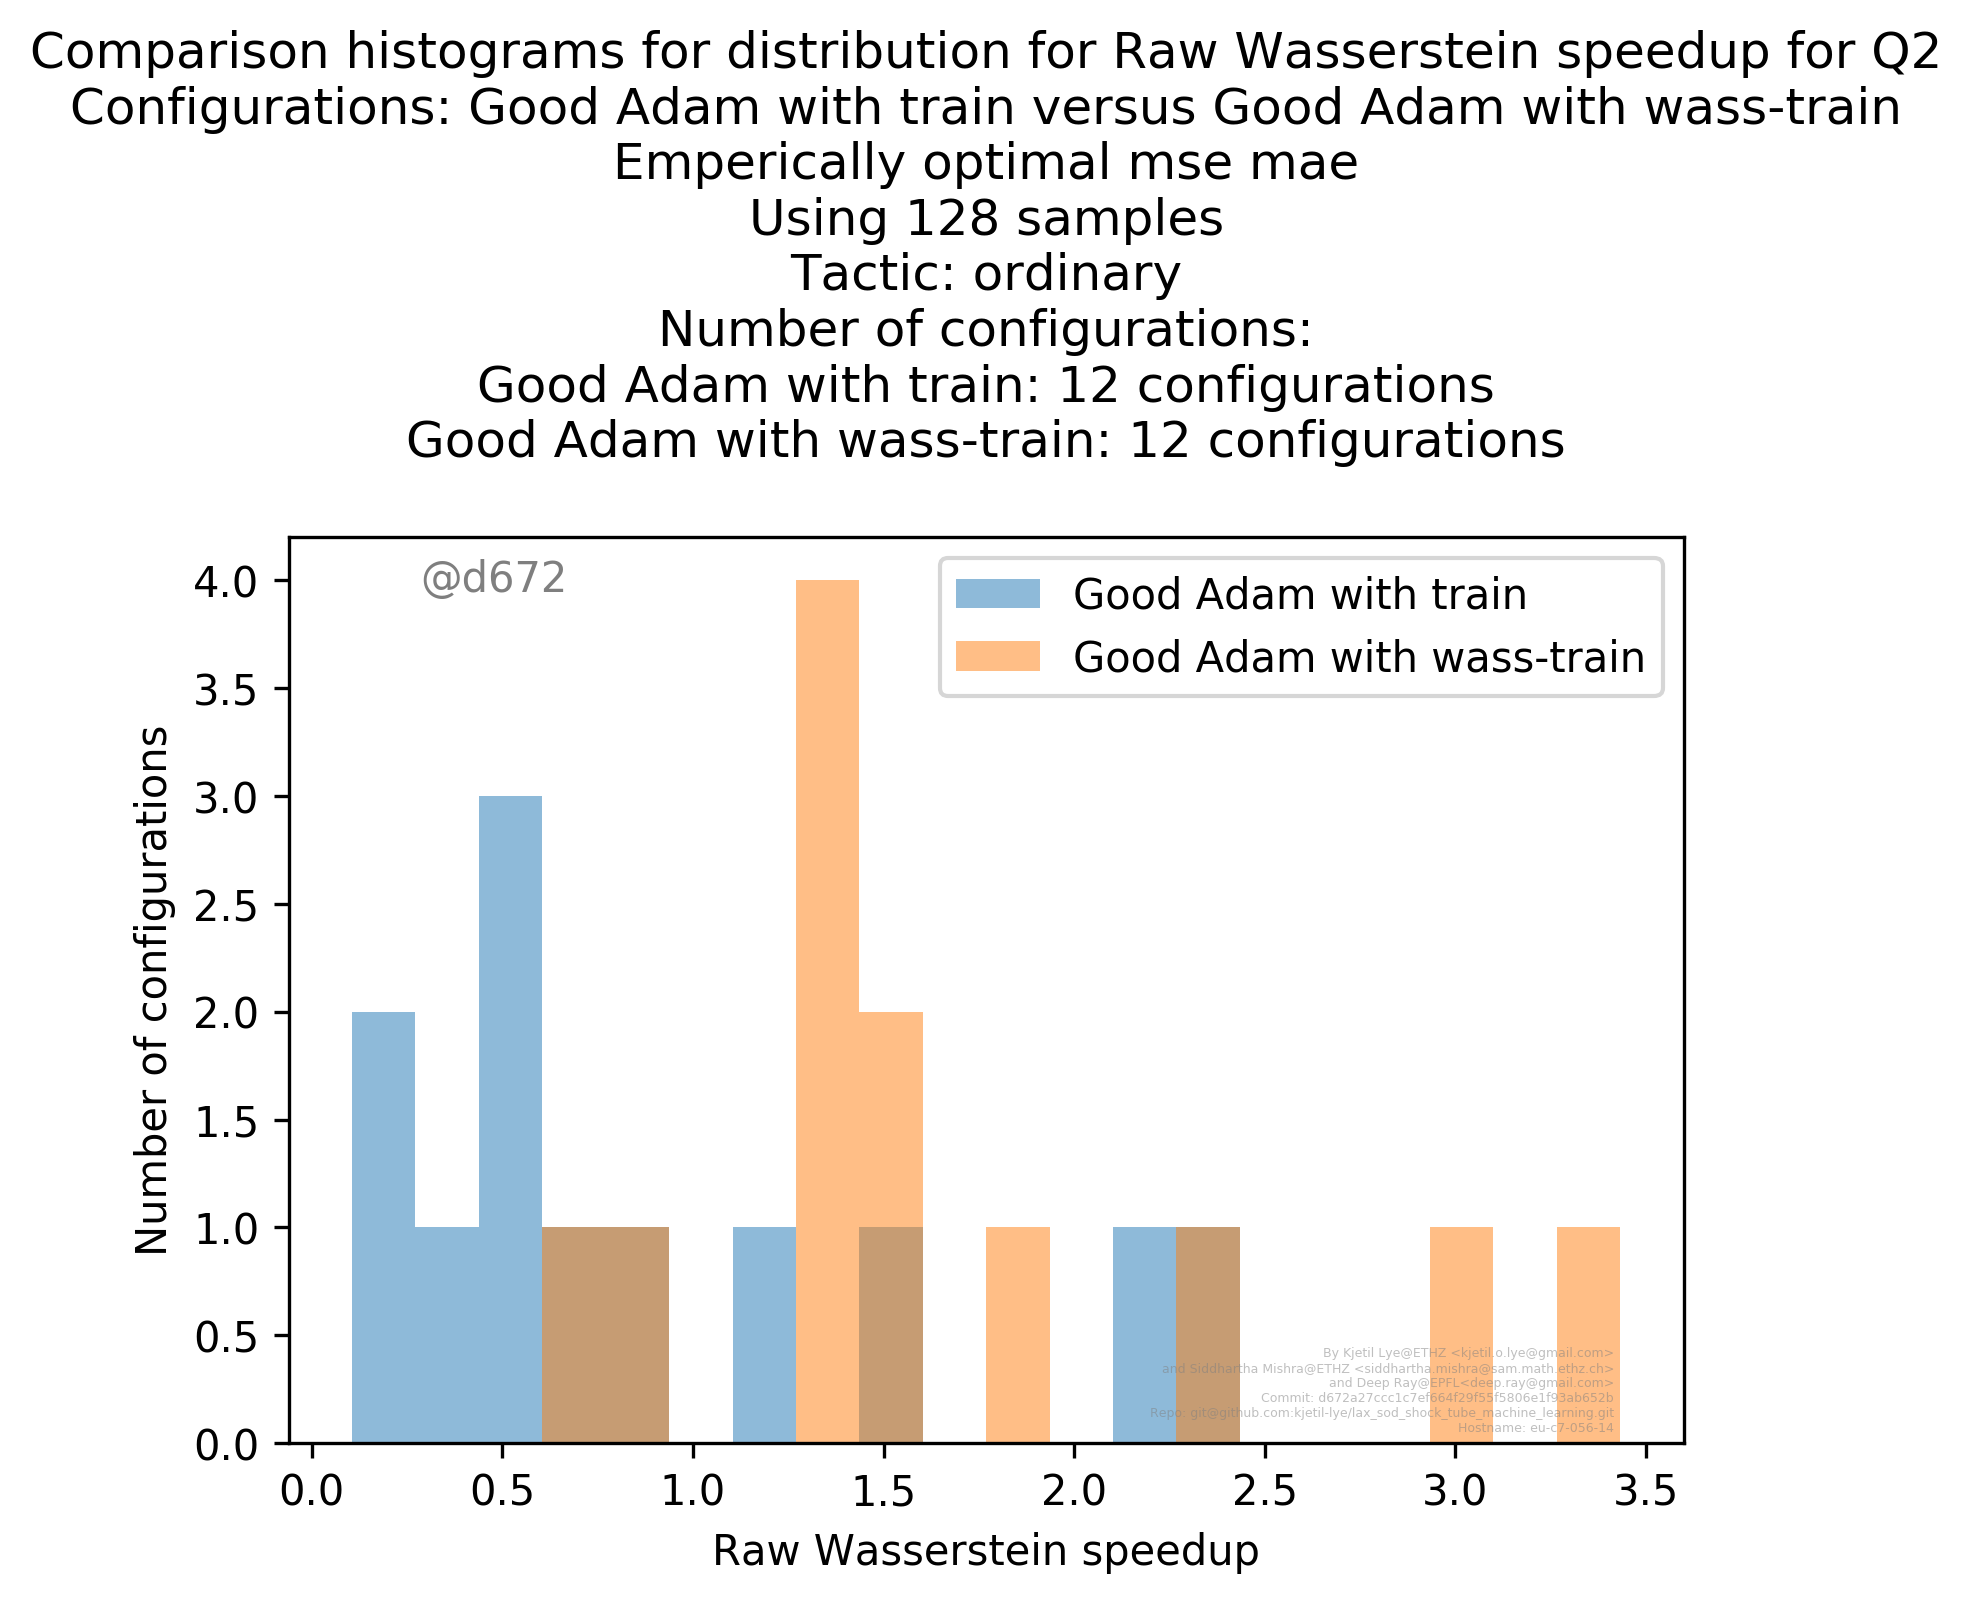 Comparison histograms for distribution for Raw Wasserstein speedup for Q2
Configurations: Good Adam with train versus Good Adam with wass-train
Emperically optimal mse mae
Using 128 samples
Tactic: ordinary
Number of configurations:
Good Adam with train: 12 configurations
Good Adam with wass-train: 12 configurations
@d672
Good Adam with train
Good Adam with wass-train
4.0
3.5
3.0
2.5
2.0
1.5
1.0
0.5
0.0
Number of configurations
By Kjetil Lye@ETHZ <kjetil.o.lye@gmail.com>
and Siddhartha Mishra@ETHZ <siddhartha.mishra@sam.math.ethz.ch>
and Deep Ray@EPFL<deep.ray@gmail.com>
Commit: d672a27ccc1c7ef664f29f55f5806e1f93ab652b
Repo: git@github.com:kjetil-lye/lax_sod_shock_tube_machine_learning.git
Hostname: eu-c7-056-14
0.0 0.5 1.0 1.5 2.0 2.5 3.0 3.5
Raw Wasserstein speedup